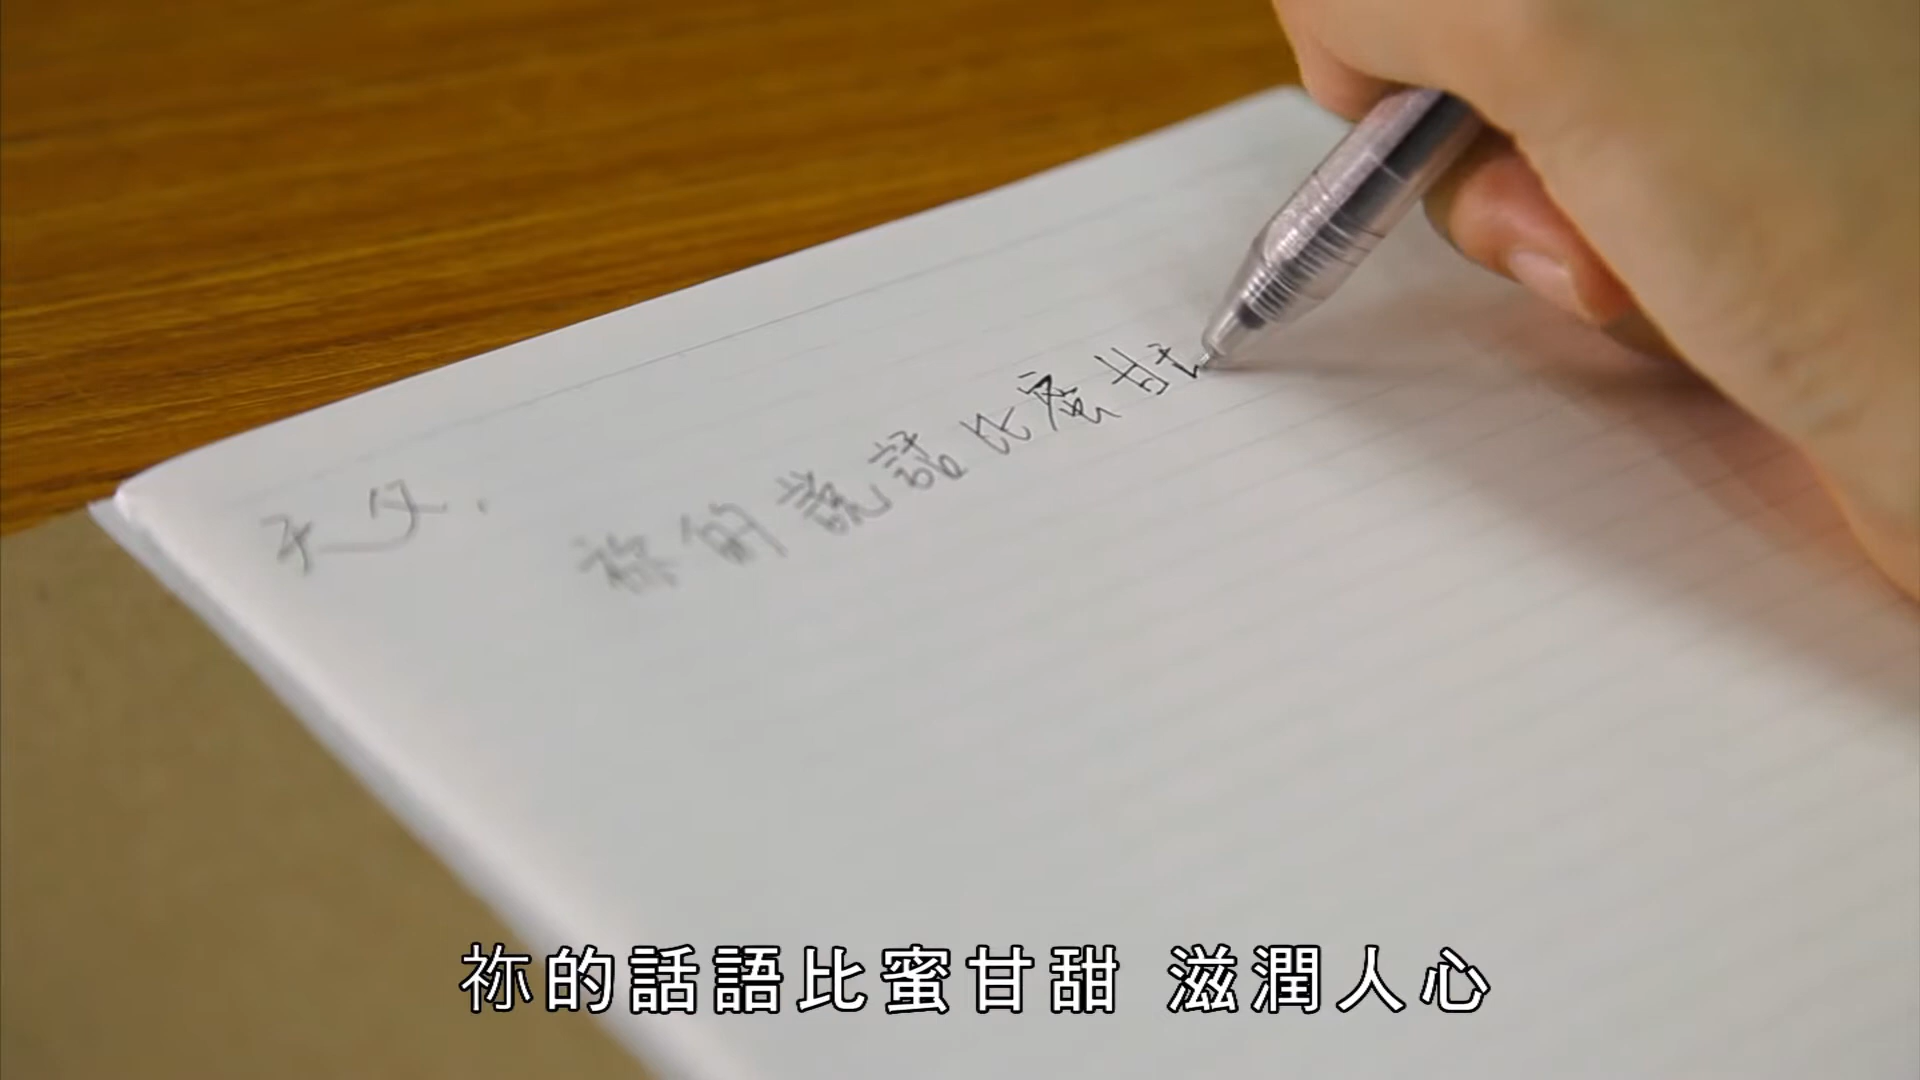 天父.
祢的說話比蜜甘
祢的話語比蜜甘甜 滋潤人心